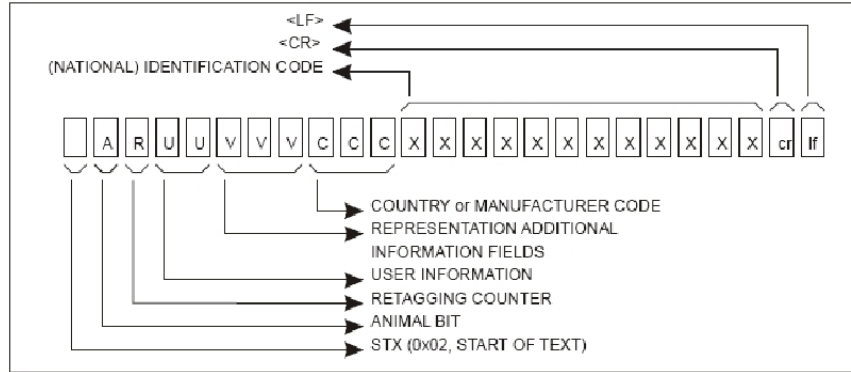 <LF>
<CR>
(NATIONAL) IDENTIFICATION CODE
A R U U V V V C C C X X X X X X X X X X X X cr lf
COUNTRY or MANUFACTURER CODE
REPRESENTATION ADDITIONAL
INFORMATION FIELDS
USER INFORMATION
RETAGGING COUNTER
ANIMAL BIT
STX (0x02, START OF TEXT)